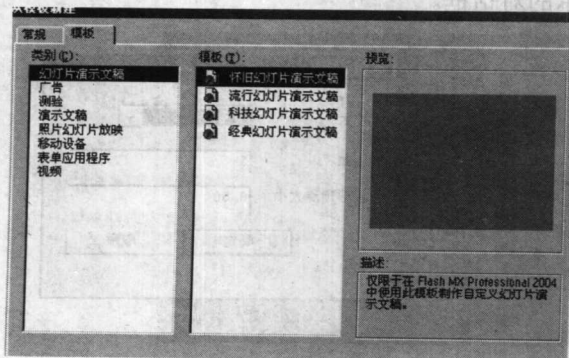 从模板新建
常规 模板
类别(C):
幻灯片演示文稿
广告
测验
演示文稿
照片幻灯片放映
移动设备
表单应用程序
视频
模板(T):
怀旧幻灯片演示文稿
流行幻灯片演示文稿
科技幻灯片演示文稿
经典幻灯片演示文稿
预览:
描述
仅限于在 Flash MX Professional 2004
中使用此模板制作自定义幻灯片演
示文稿。